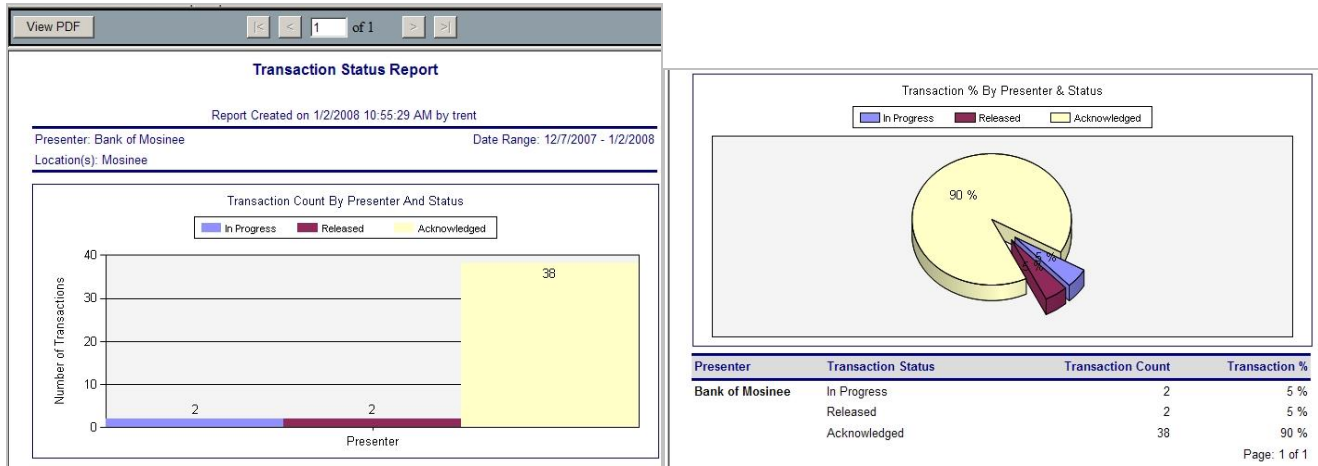 View PDF |< < 1 of 1 > >|
Transaction Status Report
Report Created on 1/2/2008 10:55:29 AM by trent
Presenter: Bank of Mosinee Date Range: 12/7/2007 - 1/2/2008
Location(s): Mosinee
Transaction Count By Presenter And Status
In Progress Released Acknowledged
40
30
20
10
0
Number of Transactions
2 2 38
Presenter
Transaction % By Presenter & Status
In Progress Released Acknowledged
90 %
5 %
5 %
Presenter Transaction Status Transaction Count Transaction %
Bank of Mosinee In Progress 2 5 %
Released 2 5 %
Acknowledged 38 90 %
Page: 1 of 1